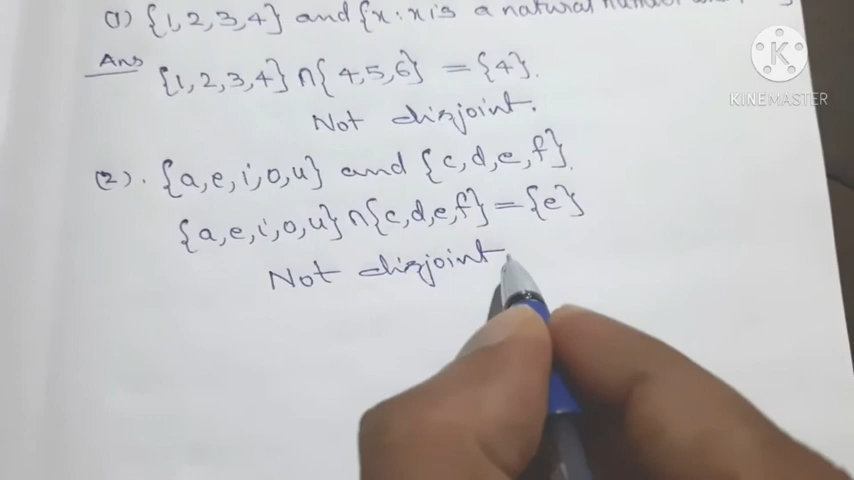 (1) {1,2,3,4} and {x : x is a natural number
Ans
{1,2,3,4} ∩ {4,5,6} = {4}.
Not disjoint.
(2). {a,e,i,o,u} and {c,d,e,f}.
{a,e,i,o,u} ∩ {c,d,e,f} = {e}
Not disjoint
K
KINEMASTER